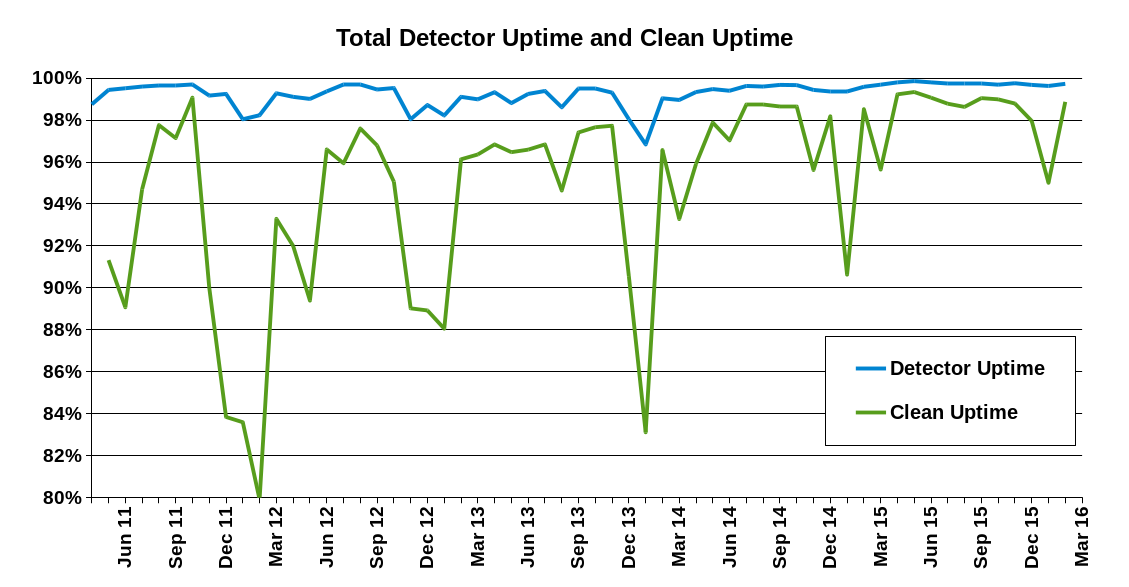 Total Detector Uptime and Clean Uptime
100%
98%
96%
94%
92%
90%
88%
86%
84%
82%
80%
Detector Uptime
Clean Uptime
Jun 11
Sep 11
Dec 11
Mar 12
Jun 12
Sep 12
Dec 12
Mar 13
Jun 13
Sep 13
Dec 13
Mar 14
Jun 14
Sep 14
Dec 14
Mar 15
Jun 15
Sep 15
Dec 15
Mar 16